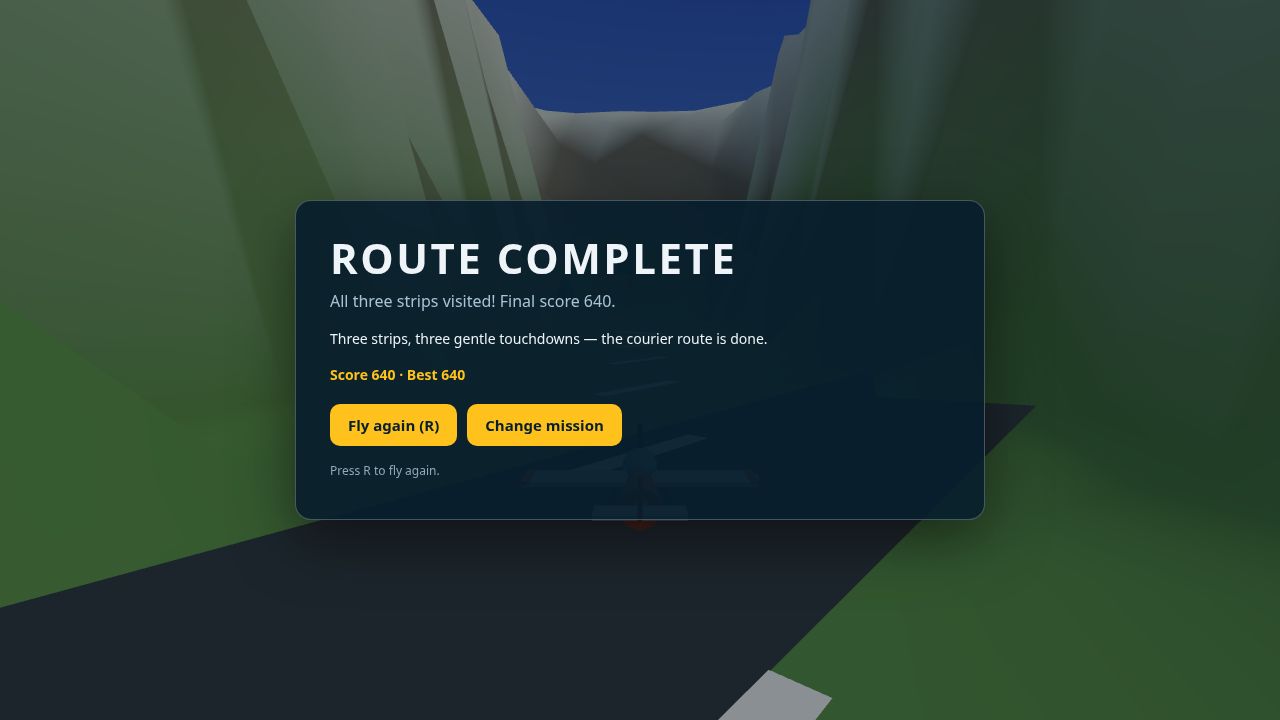 ROUTE COMPLETE
All three strips visited! Final score 640.
Three strips, three gentle touchdowns — the courier route is done.
Score 640 · Best 640
Fly again (R)
Change mission
Press R to fly again.